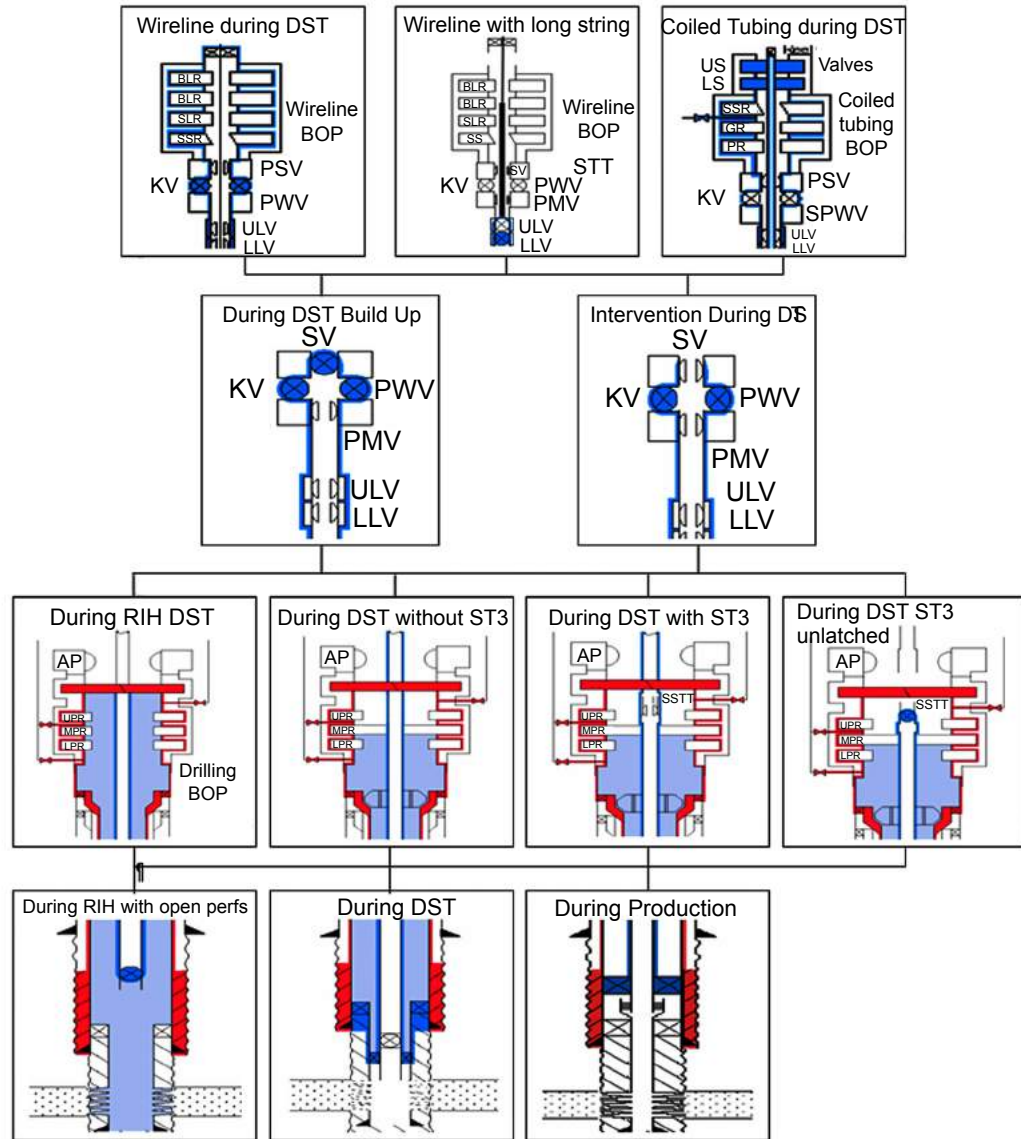 Wireline during DST
BLR
BLR
SLR
SSR
Wireline
BOP
KV
PSV
PWV
ULV
LLV
Wireline with long string
BLR
BLR
SLR
SS
Wireline
BOP
STT
SV
KV
PWV
PMV
ULV
LLV
Coiled Tubing during DST
US
LS
Valves
SSR
GR
PR
Coiled
tubing
BOP
KV
PSV
SPWV
ULV
LLV
During DST Build Up
SV
KV
PWV
PMV
ULV
LLV
Intervention During DST
KV
PWV
PMV
ULV
LLV
During RIH DST
AP
UPR
MPR
LPR
Drilling
BOP
During DST without ST3
AP
UPR
MPR
LPR
During DST with ST3
AP
SSTT
UPR
MPR
LPR
During DST ST3
unlatched
AP
SSTT
UPR
MPR
LPR
During RIH with open perfs
During DST
During Production